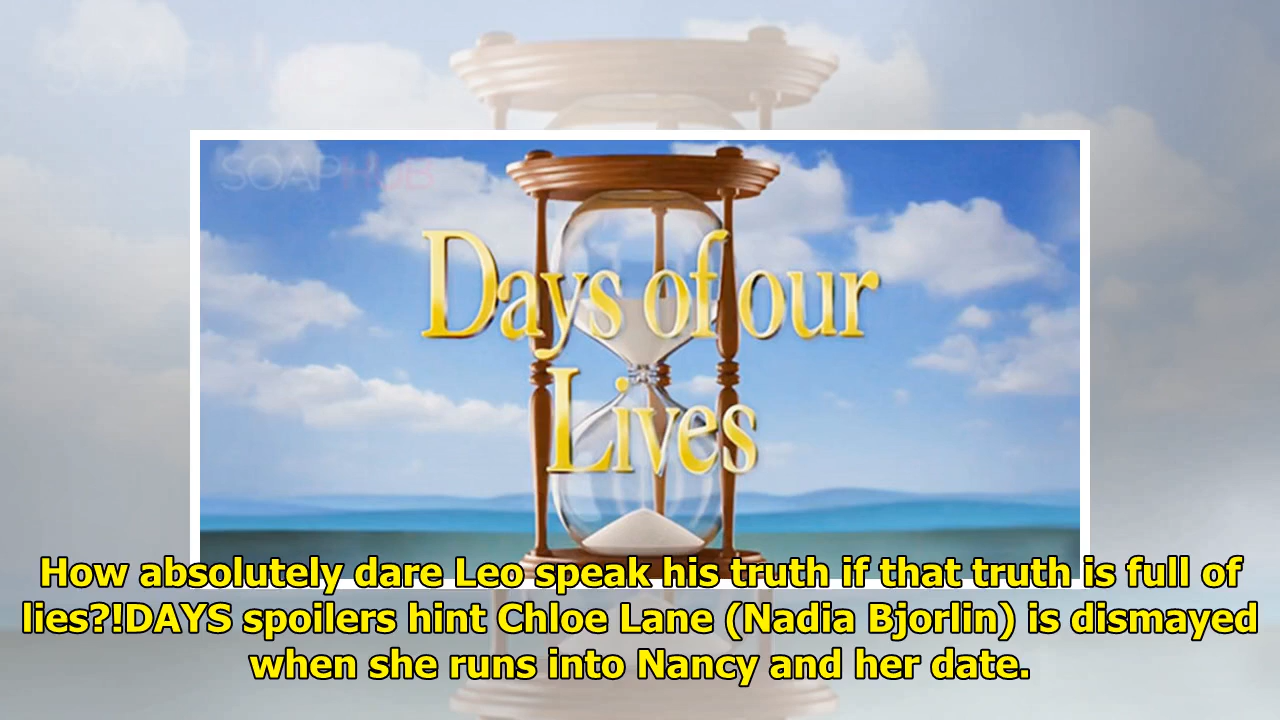 SOAPHUB
Days of our
Lives
How absolutely dare Leo speak his truth if that truth is full of
lies?!DAYS spoilers hint Chloe Lane (Nadia Bjorlin) is dismayed
when she runs into Nancy and her date.